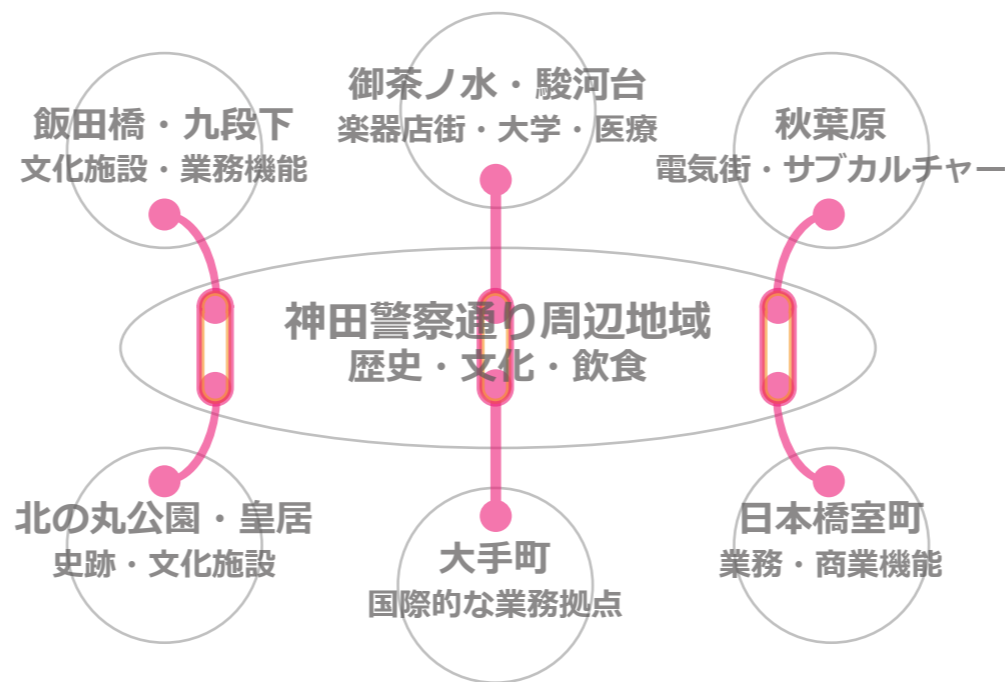 飯田橋・九段下
文化施設・業務機能
御茶ノ水・駿河台
楽器店街・大学・医療
秋葉原
電気街・サブカルチャー
神田警察通り周辺地域
歴史・文化・飲食
北の丸公園・皇居
史跡・文化施設
大手町
国際的な業務拠点
日本橋室町
業務・商業機能